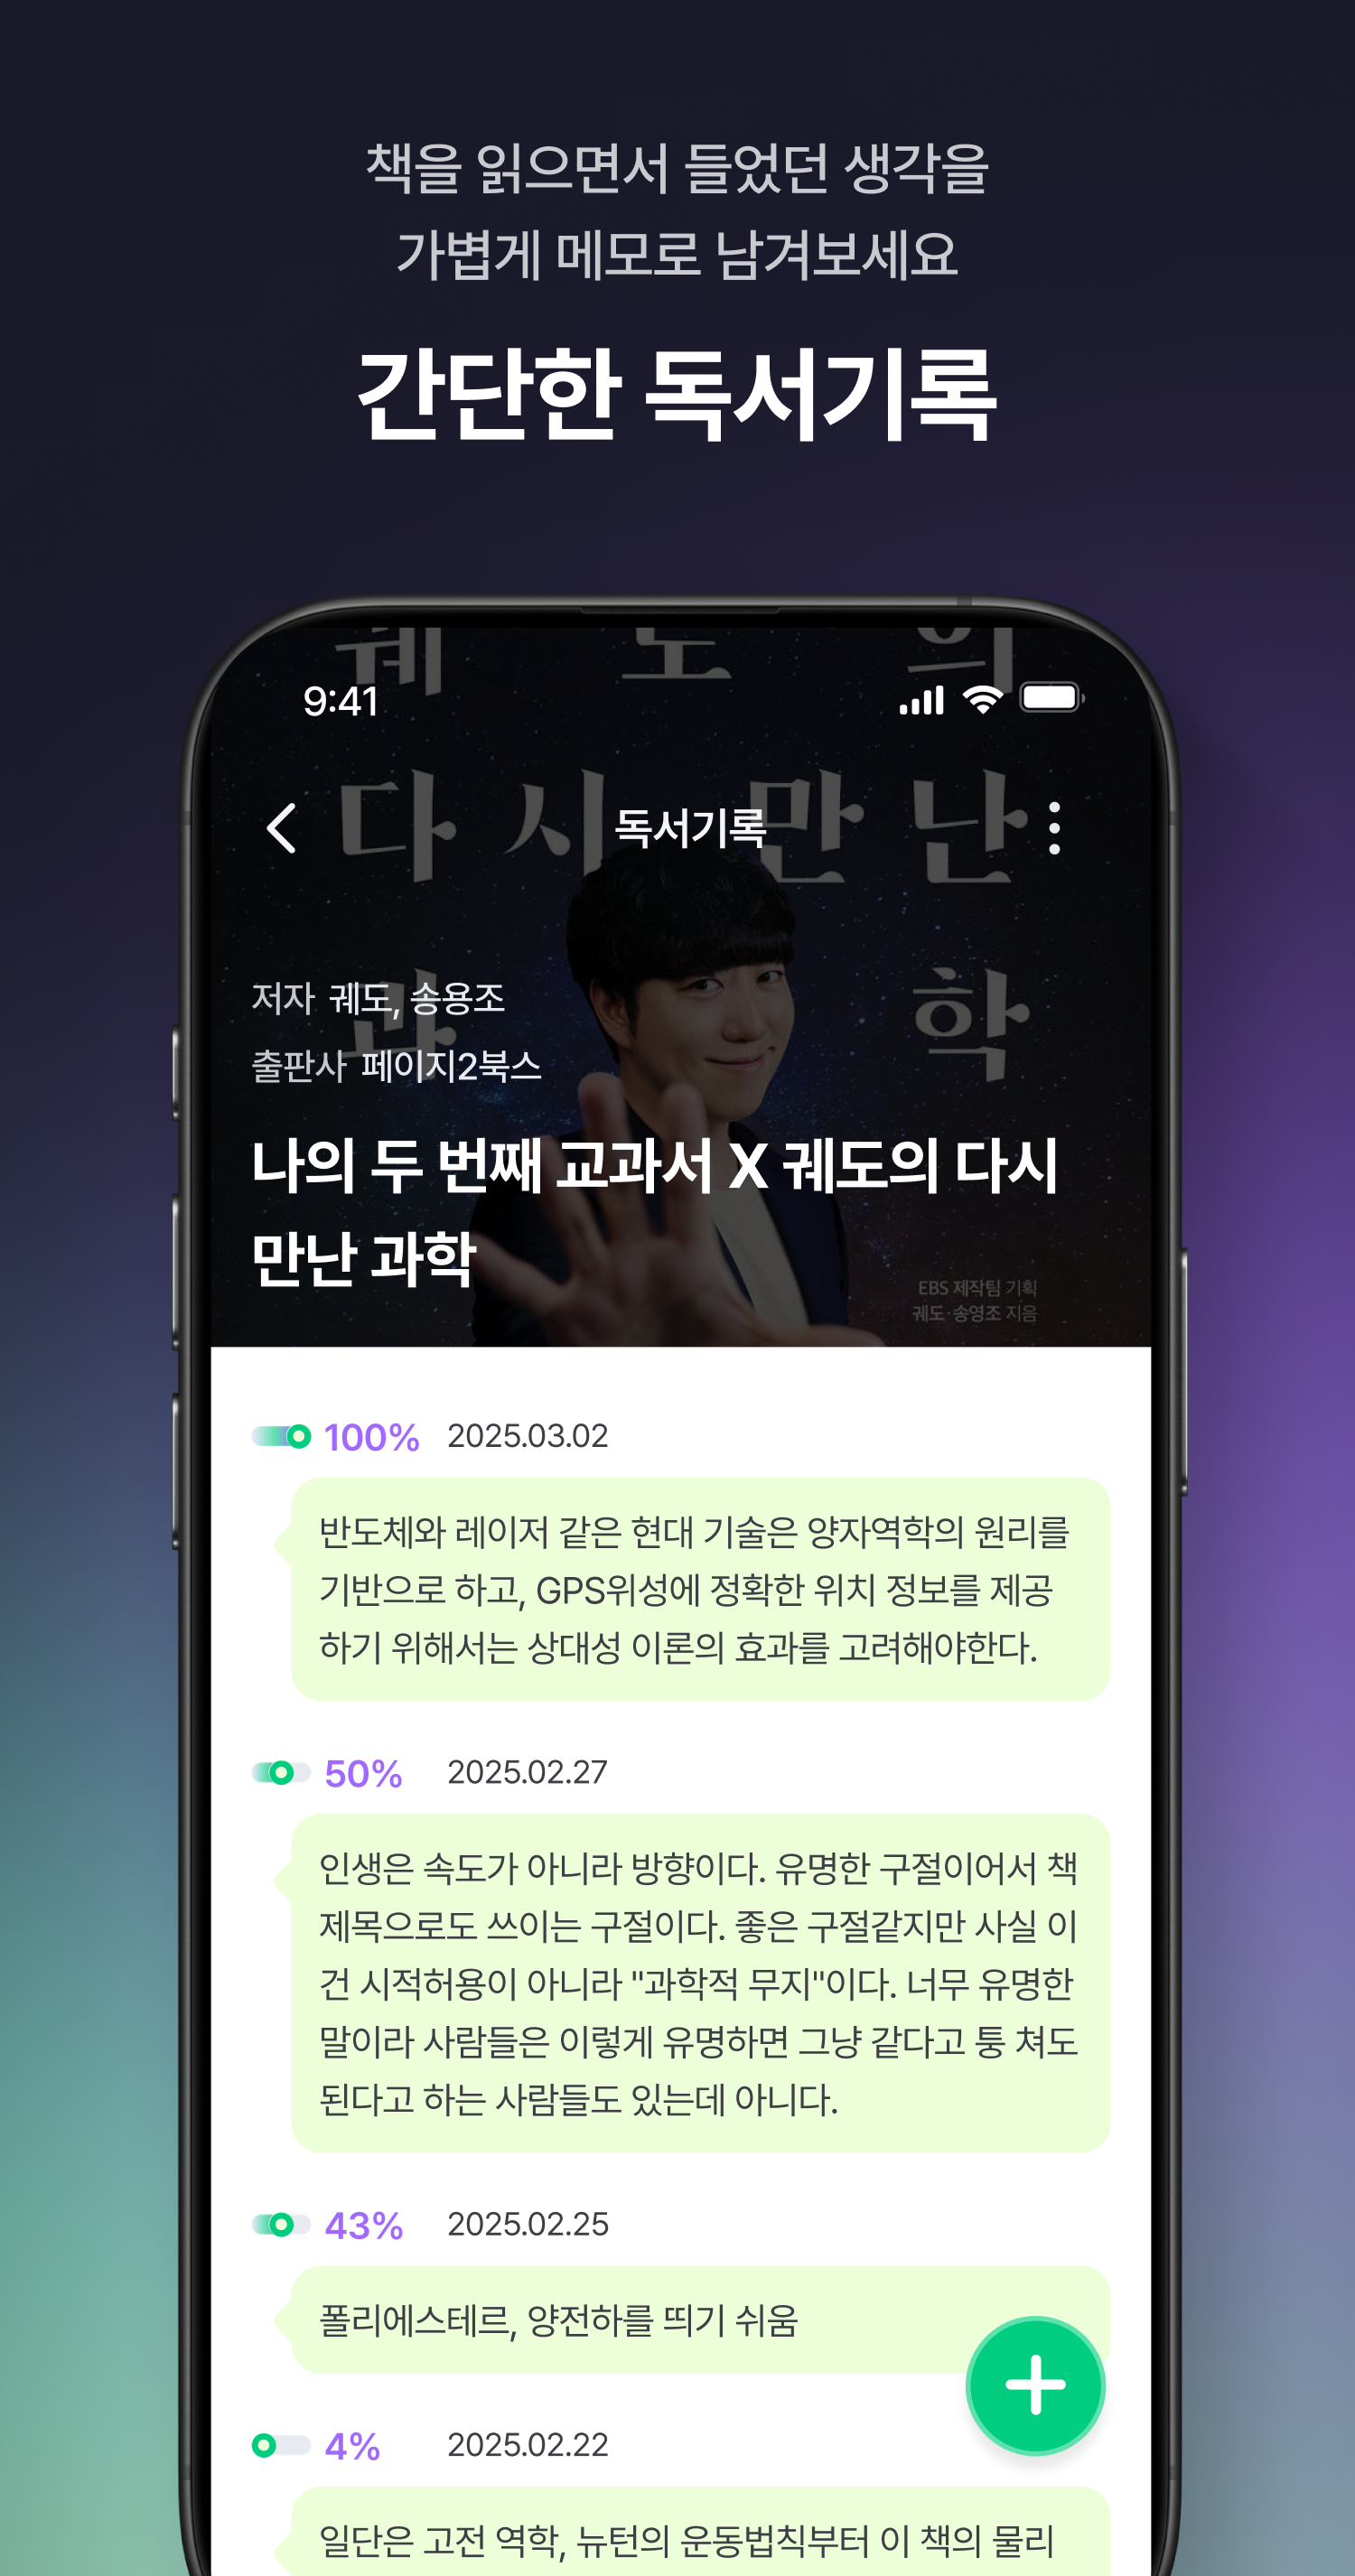 책을 읽으면서 들었던 생각을
가볍게 메모로 남겨보세요
간단한 독서기록
궤 도 의
9:41
다 시 만 난
독서기록
과 학
저자 궤도, 송용조
출판사 페이지2북스
나의 두 번째 교과서 X 궤도의 다시
만난 과학
EBS 제작팀 기획
궤도·송영조 지음
100% 2025.03.02
반도체와 레이저 같은 현대 기술은 양자역학의 원리를
기반으로 하고, GPS위성에 정확한 위치 정보를 제공
하기 위해서는 상대성 이론의 효과를 고려해야한다.
50% 2025.02.27
인생은 속도가 아니라 방향이다. 유명한 구절이어서 책
제목으로도 쓰이는 구절이다. 좋은 구절같지만 사실 이
건 시적허용이 아니라 "과학적 무지"이다. 너무 유명한
말이라 사람들은 이렇게 유명하면 그냥 같다고 퉁 쳐도
된다고 하는 사람들도 있는데 아니다.
43% 2025.02.25
폴리에스테르, 양전하를 띄기 쉬움
4% 2025.02.22
일단은 고전 역학, 뉴턴의 운동법칙부터 이 책의 물리